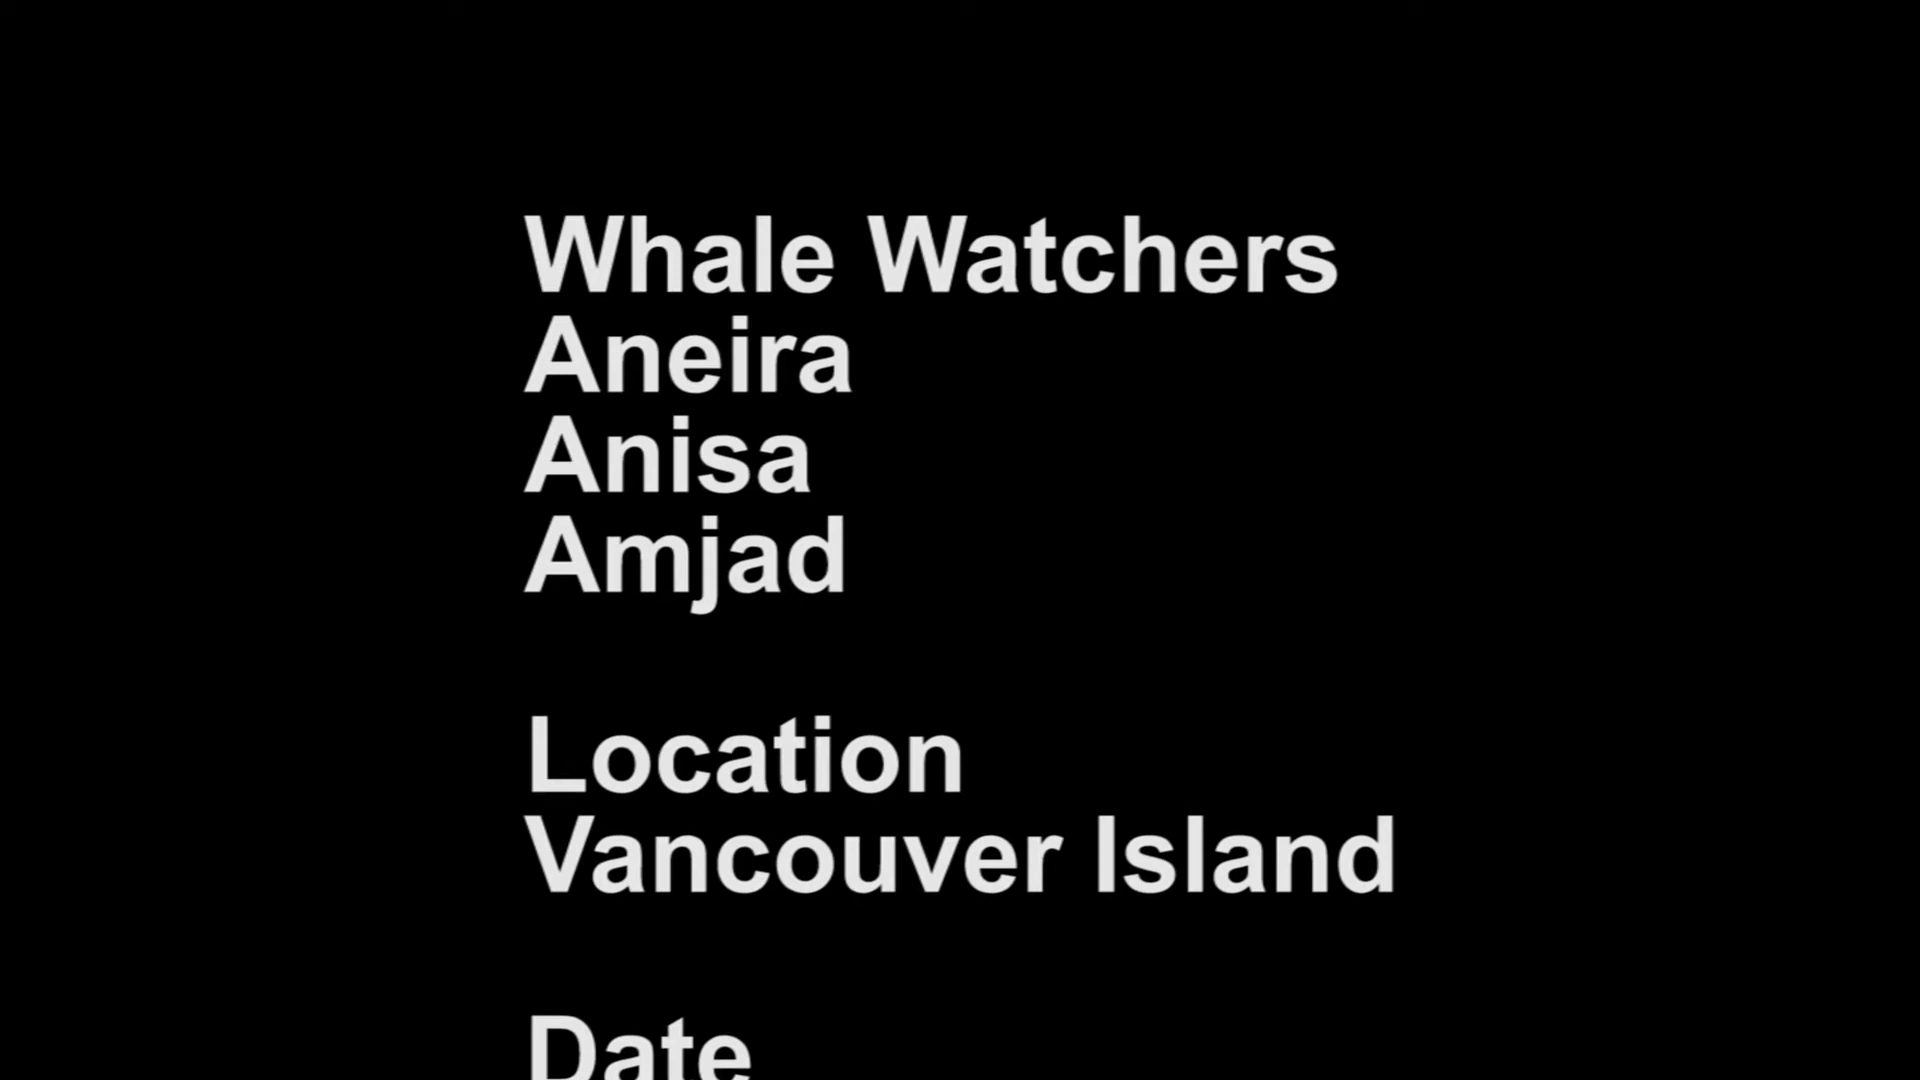 Whale Watchers
Aneira
Anisa
Amjad
Location
Vancouver Island
Date